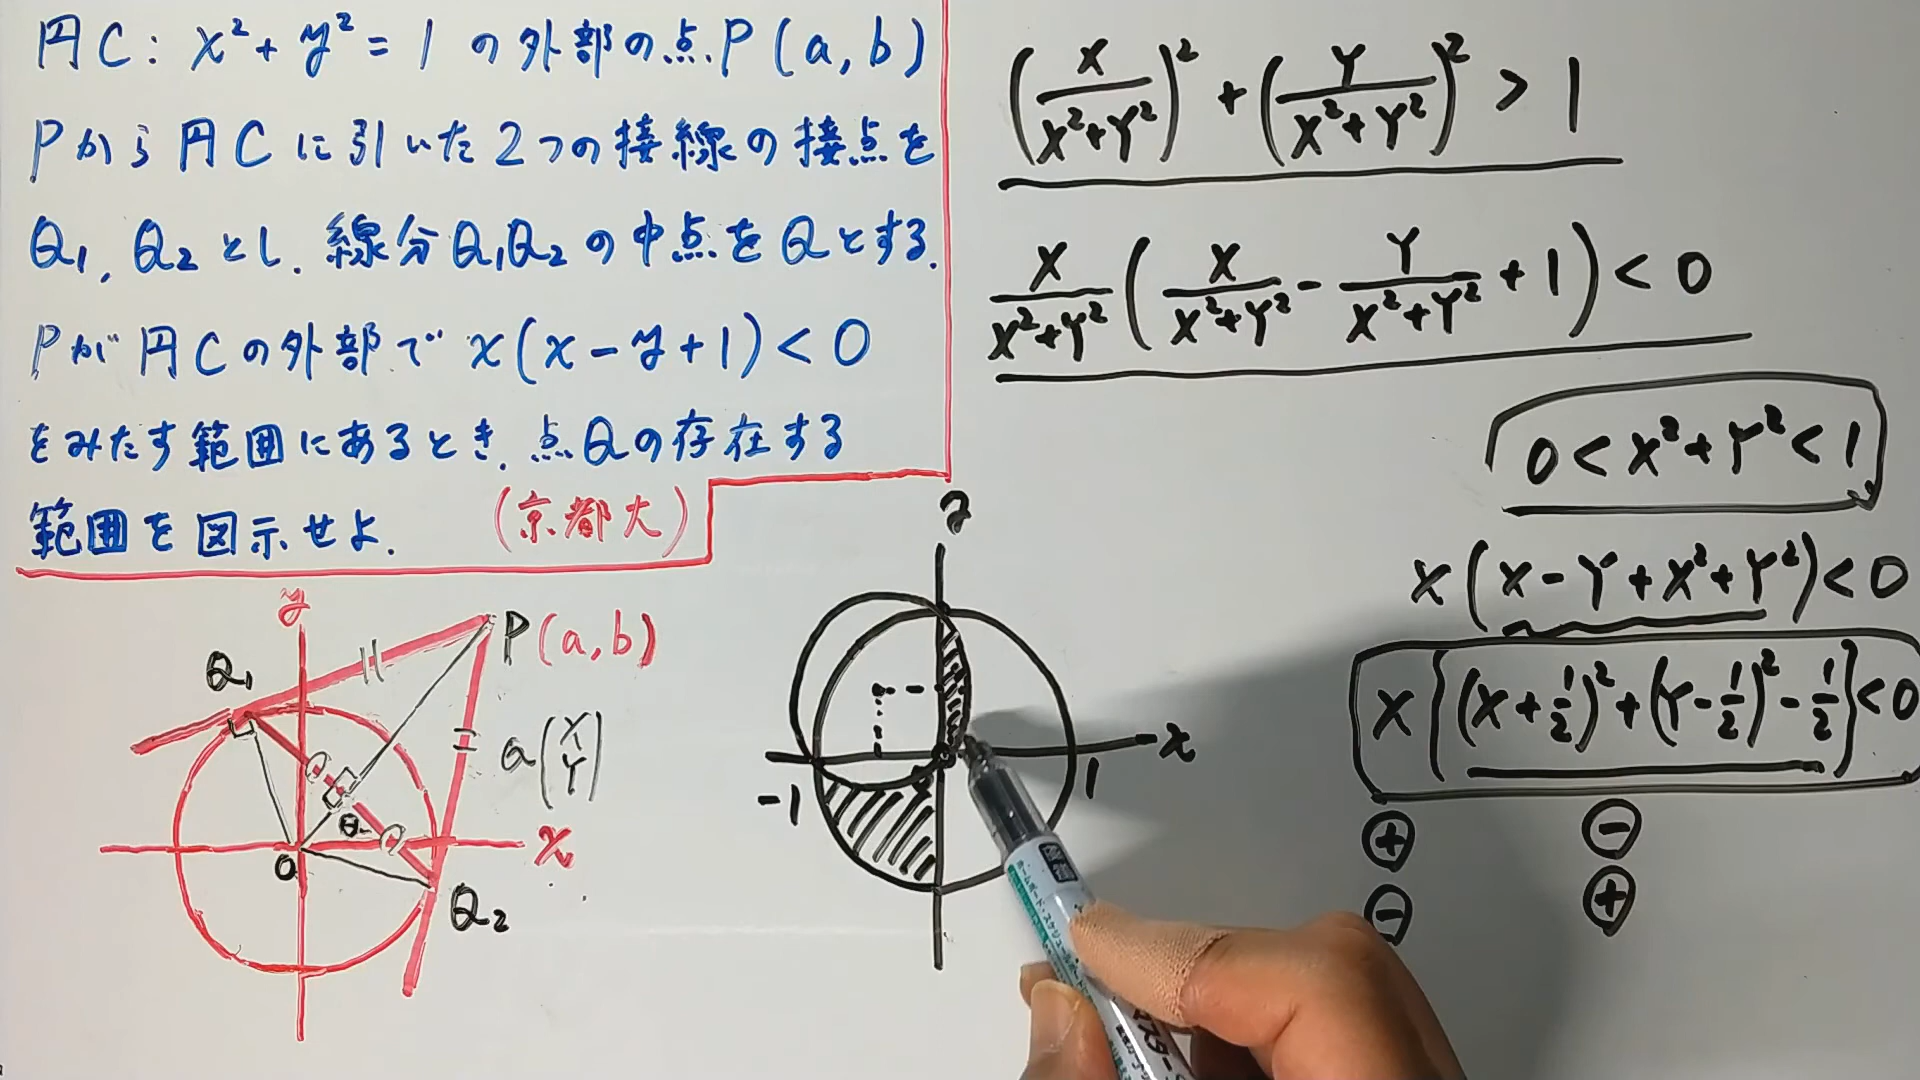 円C: x²+y²=1の外部の点P(a,b)
Pから円Cに引いた2つの接線の接点を
Q₁, Q₂とし、線分Q₁Q₂の中点をQとする.
Pが円Cの外部でx(x-y+1)<0
をみたす範囲にあるとき、点Qの存在する
範囲を図示せよ. (京都大)
(X/(X²+Y²))²+(Y/(X²+Y²))²>1
X/(X²+Y²)(X/(X²+Y²)-Y/(X²+Y²)+1)<0
0<X²+Y²<1
X(X-Y+X²+Y²)<0
X{(X+1/2)²+(Y-1/2)²-1/2}<0
⊕ ⊖
⊖ ⊕
y
P(a,b)
Q₁
Q(X Y)
Q
O
x
Q₂
y
x
-1
1